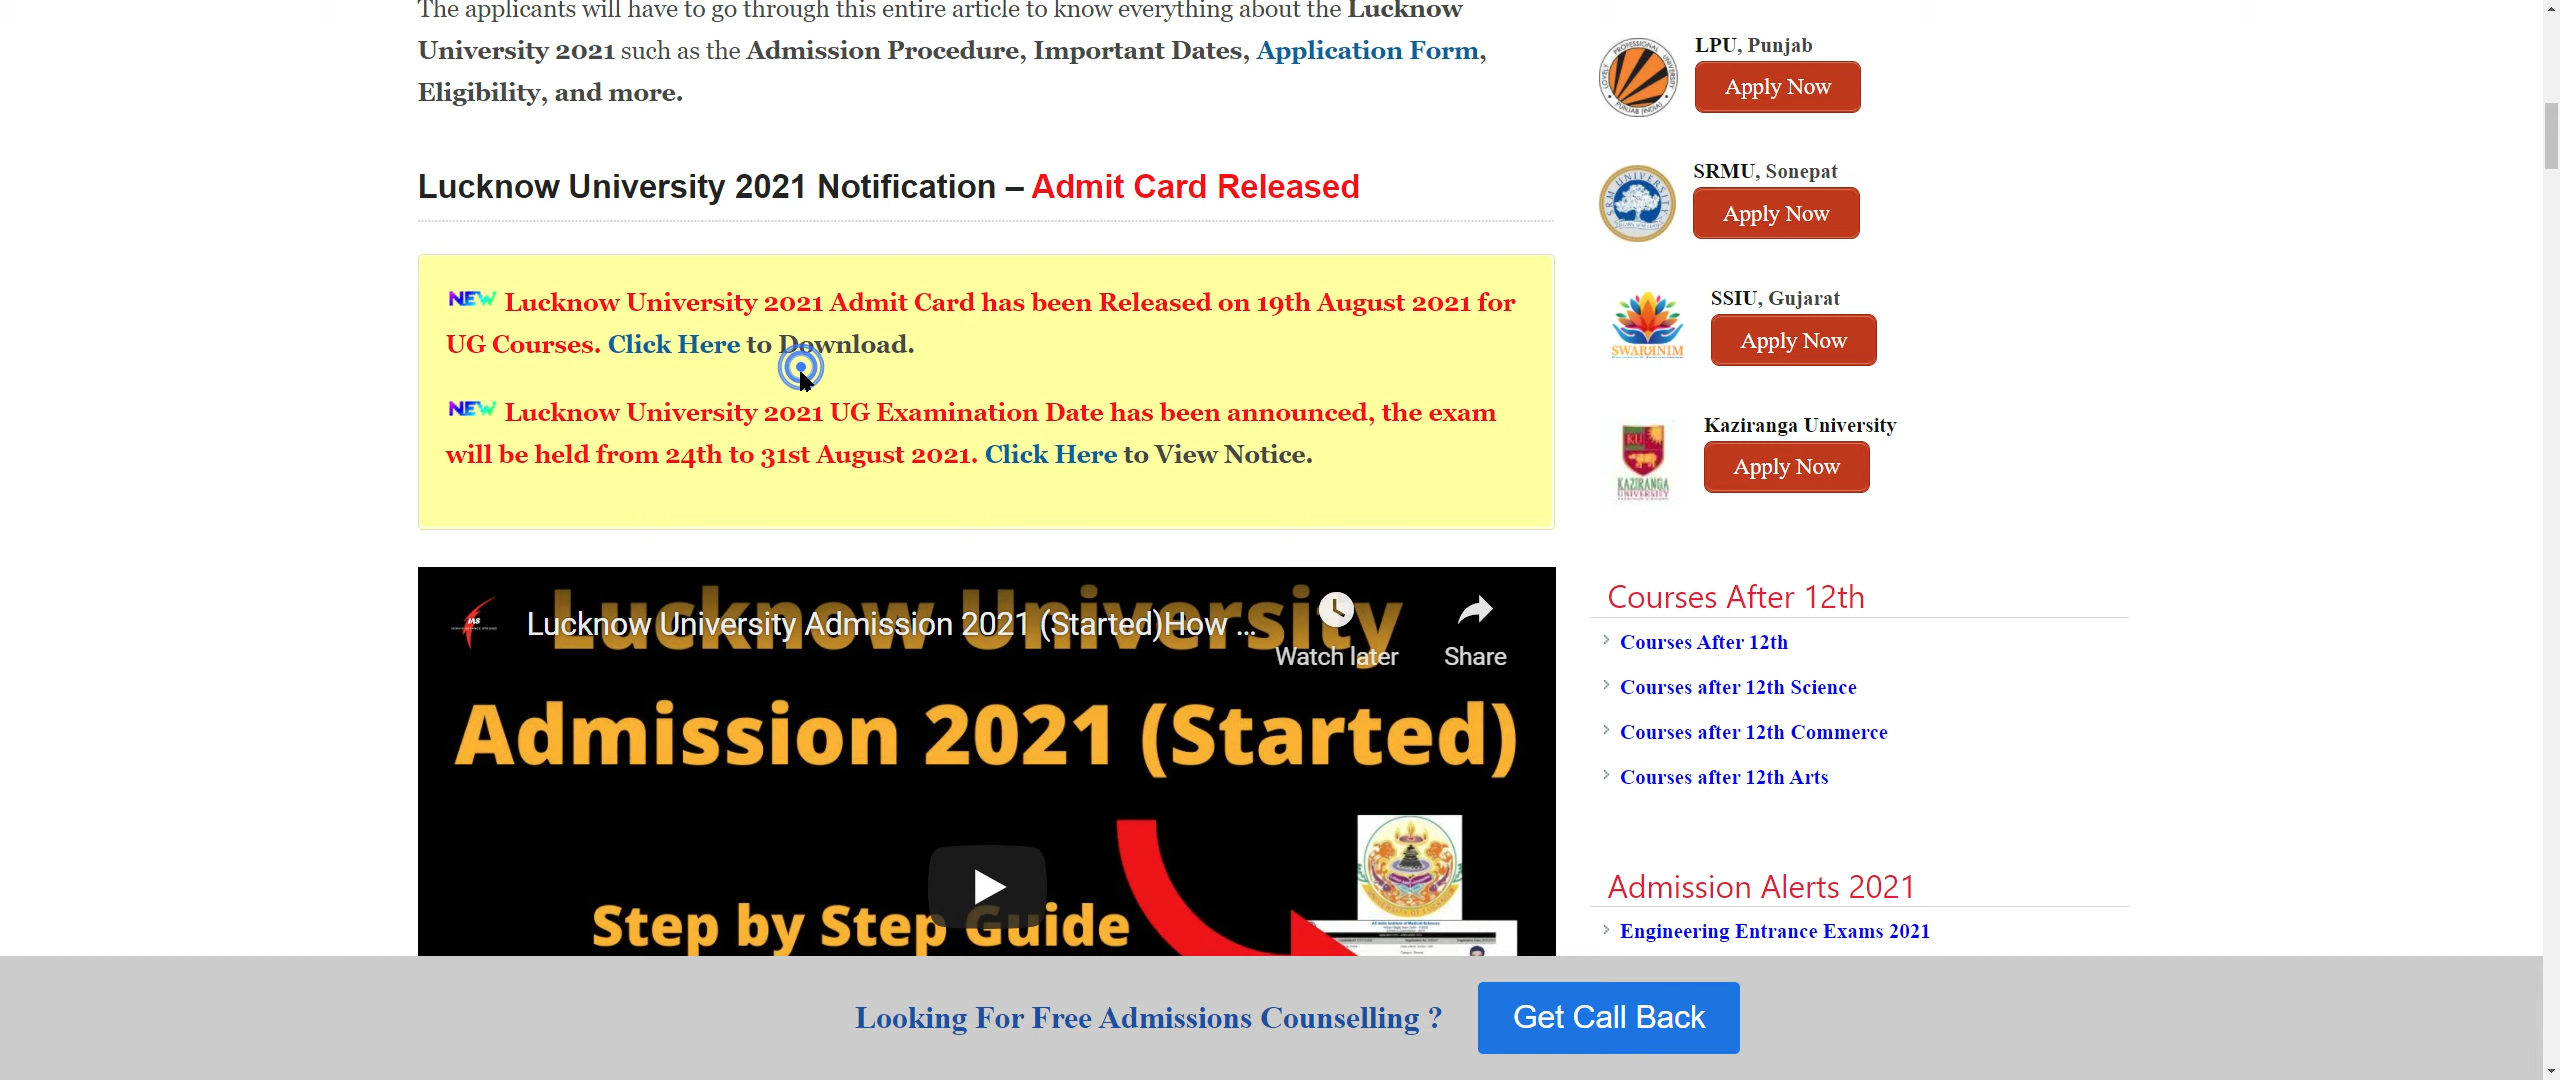 The applicants will have to go through this entire article to know everything about the Lucknow
University 2021 such as the Admission Procedure, Important Dates, Application Form,
Eligibility, and more.
Lucknow University 2021 Notification – Admit Card Released
NEW Lucknow University 2021 Admit Card has been Released on 19th August 2021 for
UG Courses. Click Here to Download.
NEW Lucknow University 2021 UG Examination Date has been announced, the exam
will be held from 24th to 31st August 2021. Click Here to View Notice.
Lucknow University
Lucknow University Admission 2021 (Started)How ...
Watch later
Share
Admission 2021 (Started)
Step by Step Guide
LPU, Punjab
Apply Now
SRMU, Sonepat
Apply Now
SSIU, Gujarat
SWARRNIM
Apply Now
Kaziranga University
KU
KAZIRANGA
UNIVERSITY
Apply Now
Courses After 12th
Courses After 12th
Courses after 12th Science
Courses after 12th Commerce
Courses after 12th Arts
Admission Alerts 2021
Engineering Entrance Exams 2021
Looking For Free Admissions Counselling ?
Get Call Back